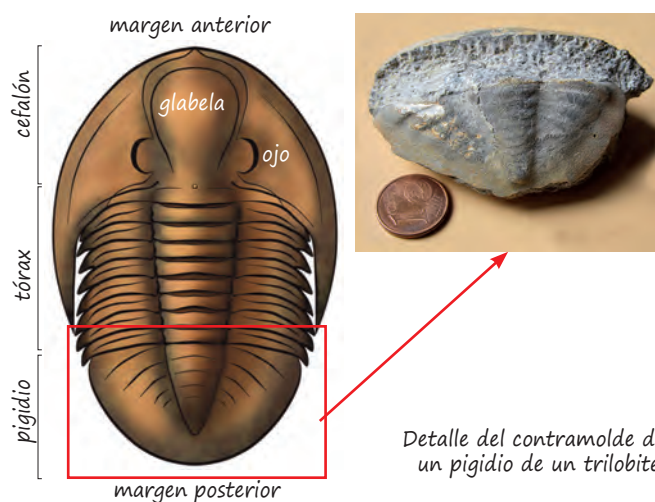 margen anterior
cefalón
glabela
ojo
tórax
pigidio
margen posterior
Detalle del contramolde d
un pigidio de un trilobite